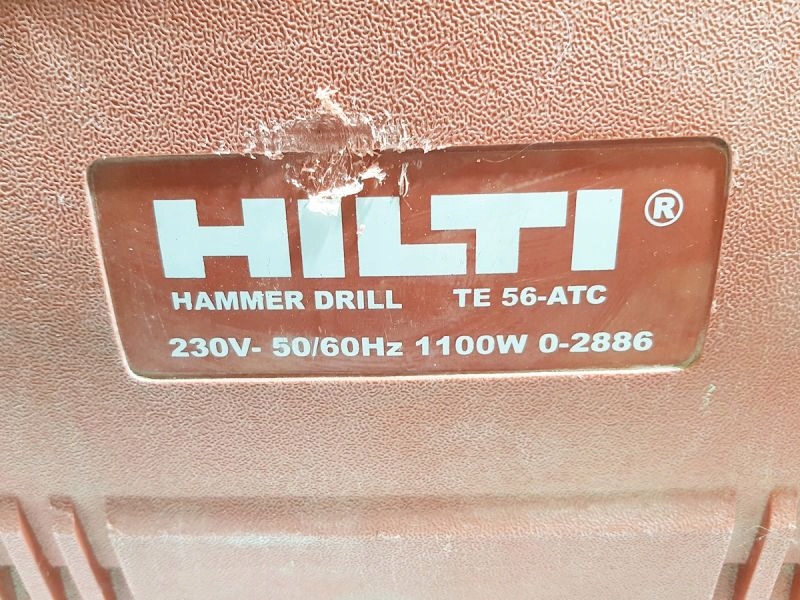 HILTI ®
HAMMER DRILL TE 56-ATC
230V- 50/60Hz 1100W 0-2886